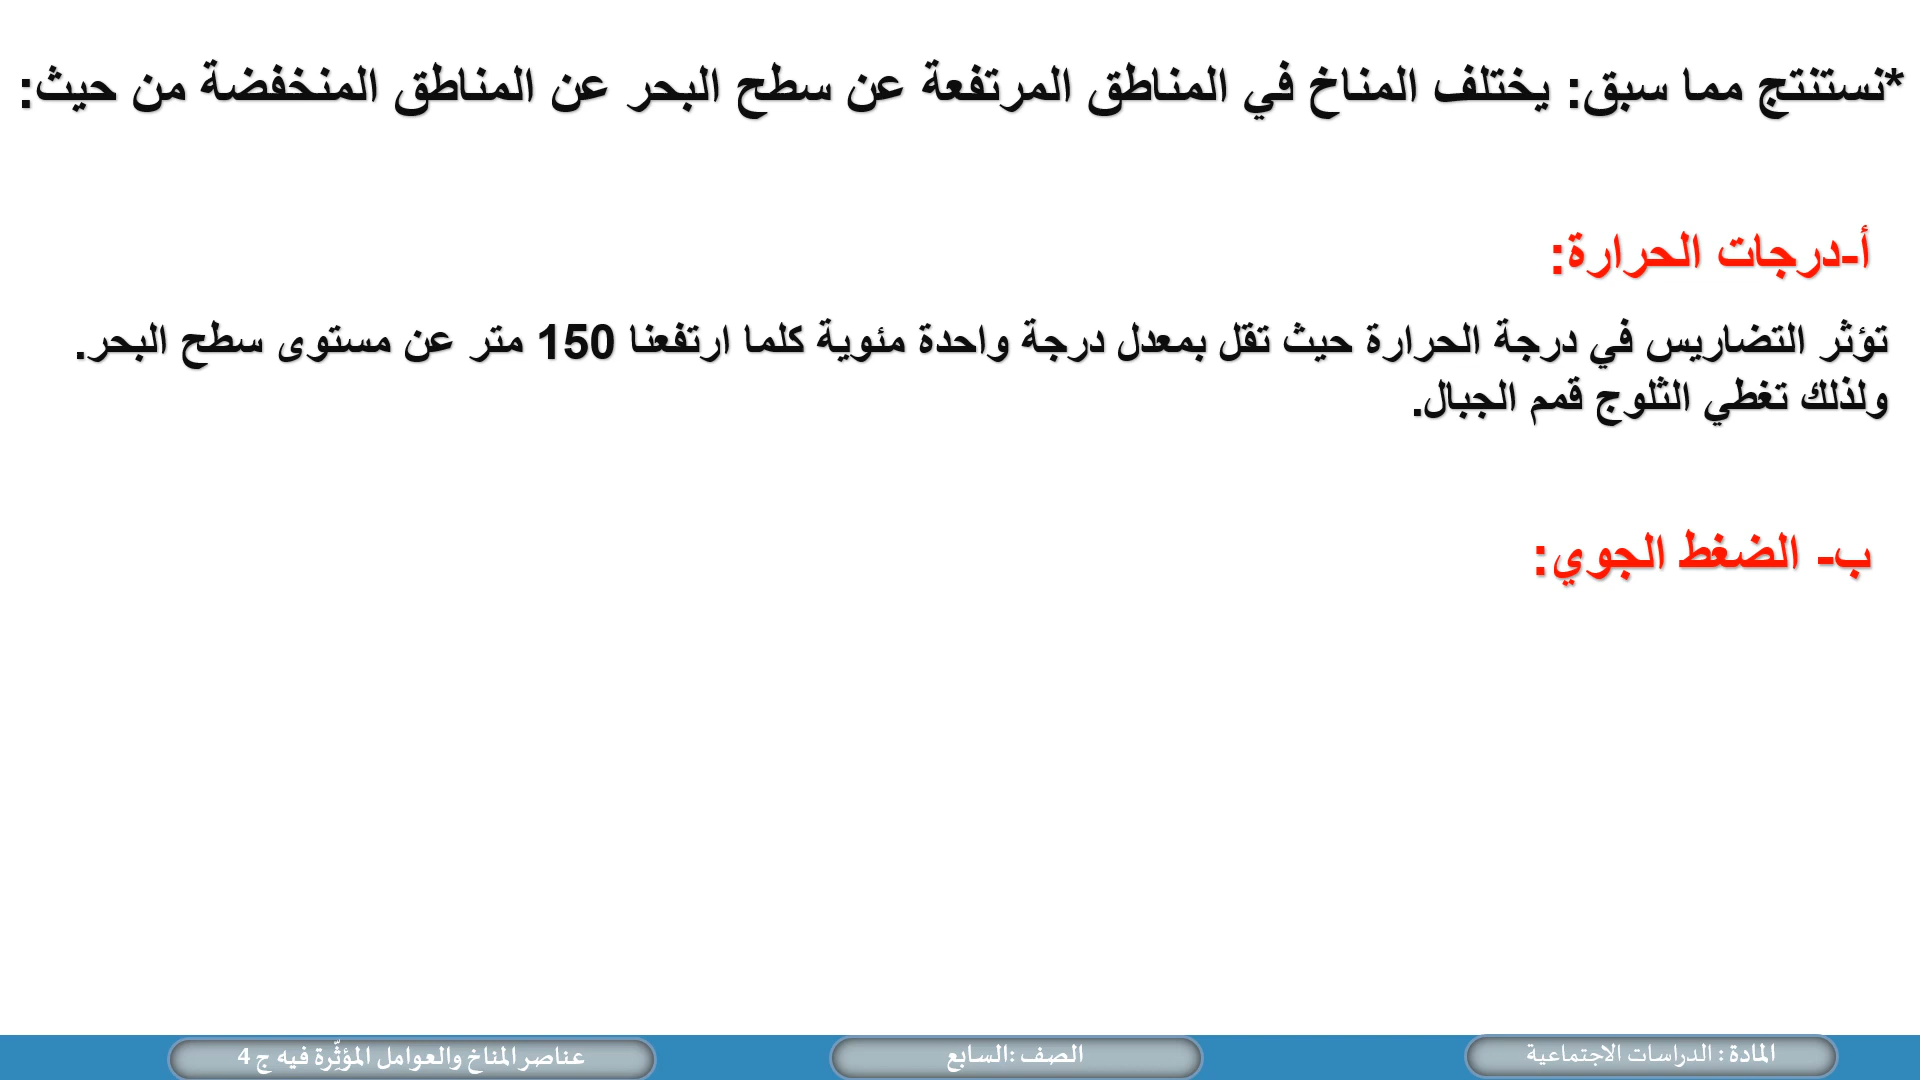 *نستنتج مما سبق: يختلف المناخ في المناطق المرتفعة عن سطح البحر عن المناطق المنخفضة من حيث:
أ-درجات الحرارة:
تؤثر التضاريس في درجة الحرارة حيث تقل بمعدل درجة واحدة مئوية كلما ارتفعنا 150 متر عن مستوى سطح البحر.
ولذلك تغطي الثلوج قمم الجبال.
ب- الضغط الجوي:
المادة : الدراسات الاجتماعية
الصف :السابع
عناصر المناخ والعوامل المؤثِّرة فيه ج 4